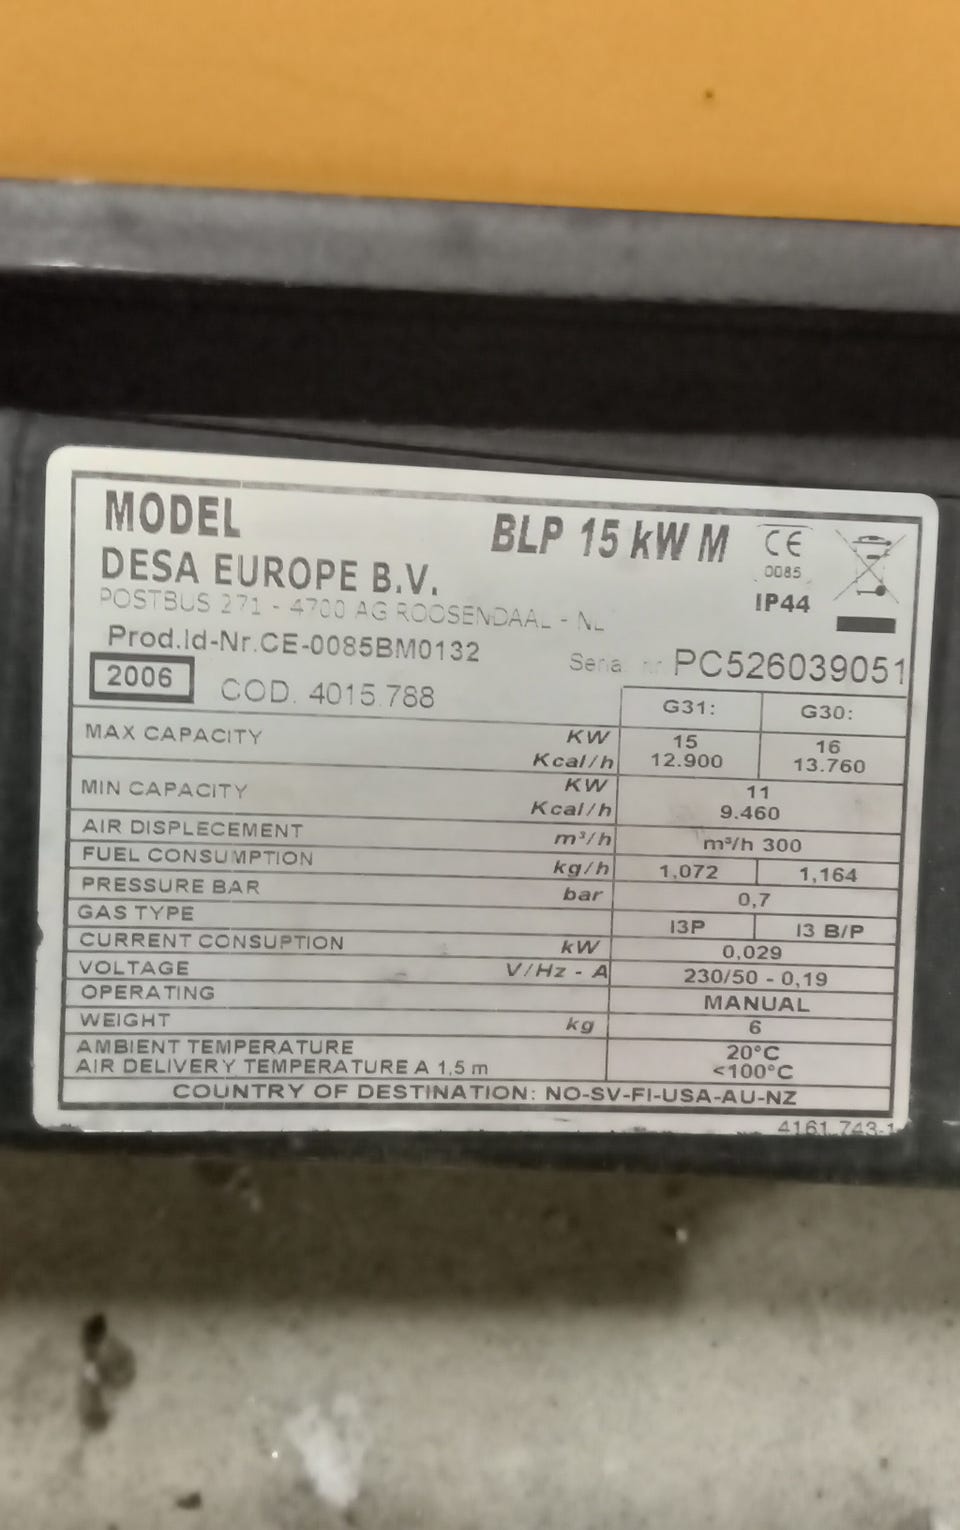 MODEL BLP 15 kW M CE
DESA EUROPE B.V. 0085
POSTBUS 271 - 4700 AG ROOSENDAAL - NL IP44
Prod.Id-Nr.CE-0085BM0132
2006 COD. 4015.788 Serial nr. PC526039051
G31: G30:
MAX CAPACITY KW 15 16
Kcal/h 12.900 13.760
MIN CAPACITY KW 11
Kcal/h 9.460
AIR DISPLECEMENT m³/h m³/h 300
FUEL CONSUMPTION kg/h 1,072 1,164
PRESSURE BAR bar 0,7
GAS TYPE I3P I3 B/P
CURRENT CONSUPTION kW 0,029
VOLTAGE V/Hz - A 230/50 - 0,19
OPERATING MANUAL
WEIGHT kg 6
AMBIENT TEMPERATURE 20°C
AIR DELIVERY TEMPERATURE A 1,5 m <100°C
COUNTRY OF DESTINATION: NO-SV-FI-USA-AU-NZ
4161.743-1